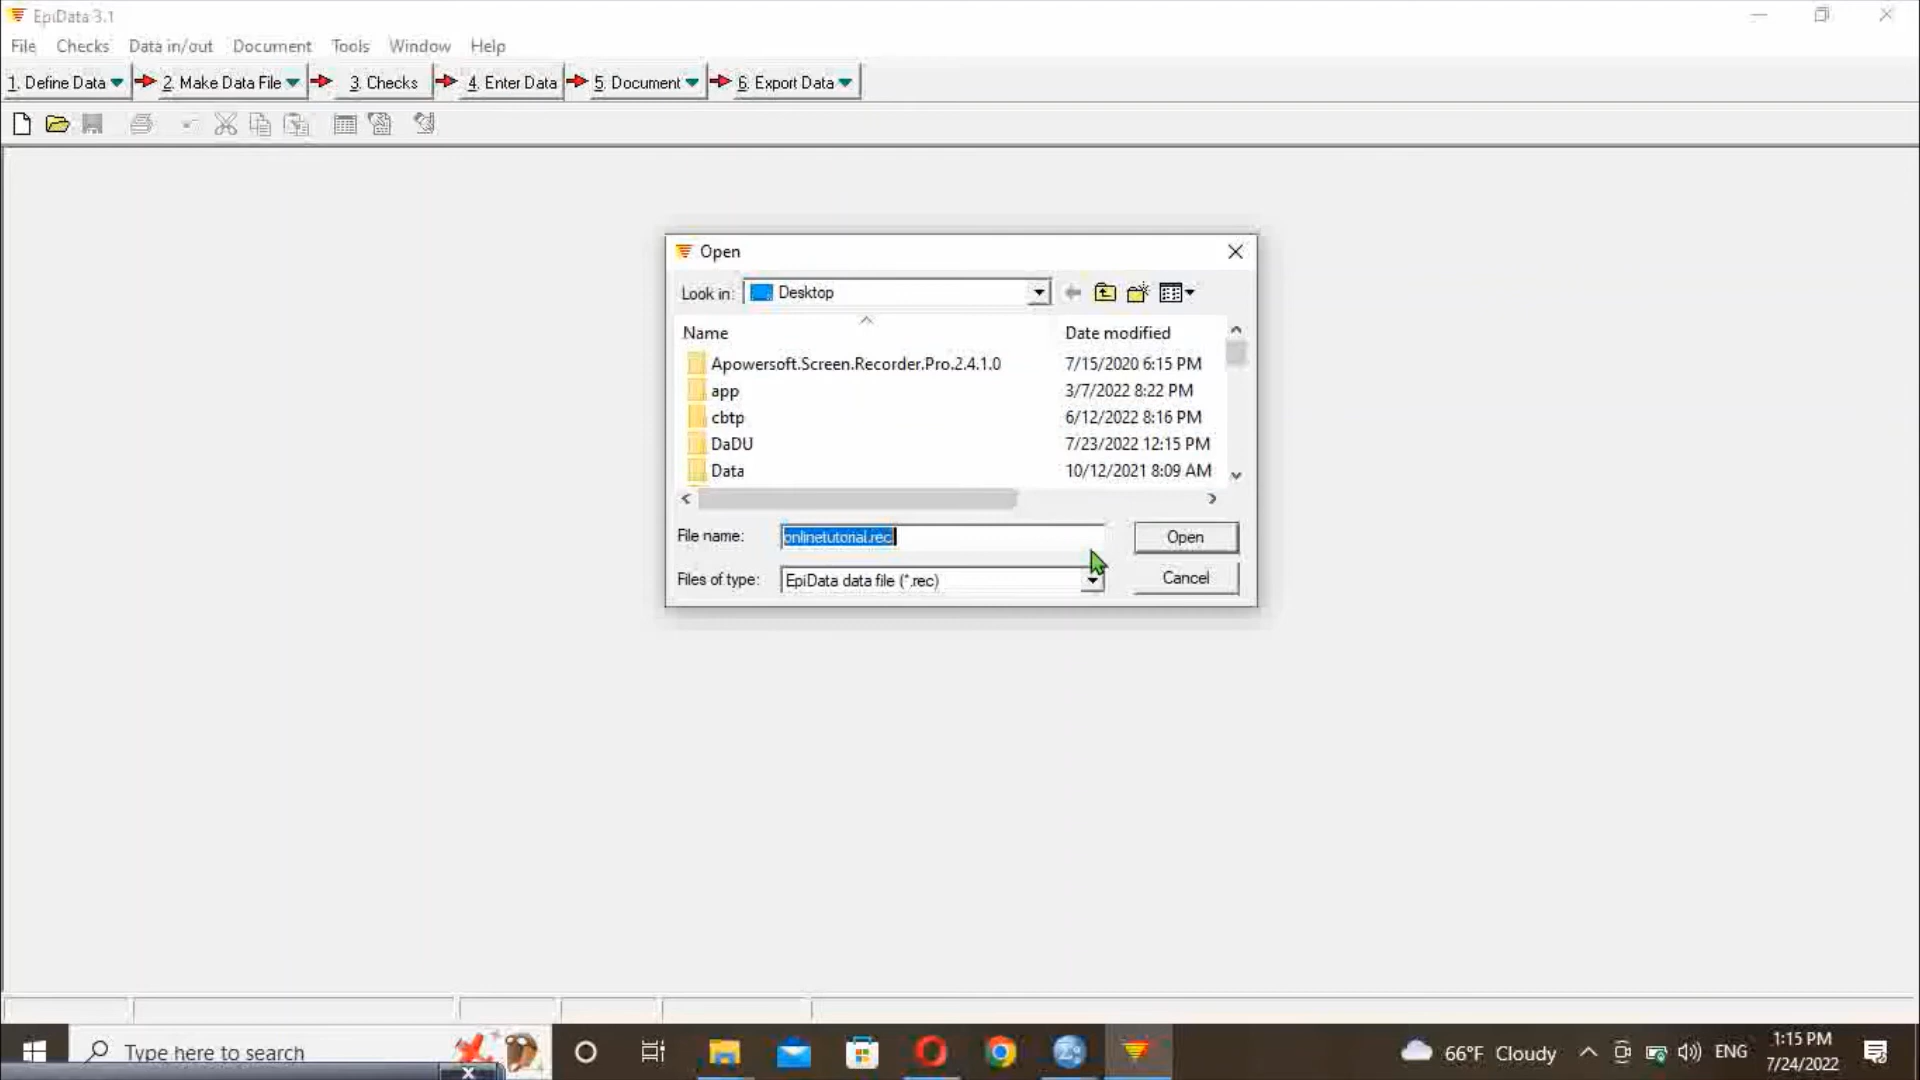 EpiData 3.1
File Checks Data in/out Document Tools Window Help
1. Define Data 2. Make Data File 3. Checks 4. Enter Data 5. Document 6. Export Data
Open
Look in: Desktop
Name Date modified
Apowersoft.Screen.Recorder.Pro.2.4.1.0 7/15/2020 6:15 PM
app 3/7/2022 8:22 PM
cbtp 6/12/2022 8:16 PM
DaDU 7/23/2022 12:15 PM
Data 10/12/2021 8:09 AM
File name: onlinetutorial.rec Open
Files of type: EpiData data file (*.rec) Cancel
Type here to search 66°F Cloudy ENG 1:15 PM
7/24/2022